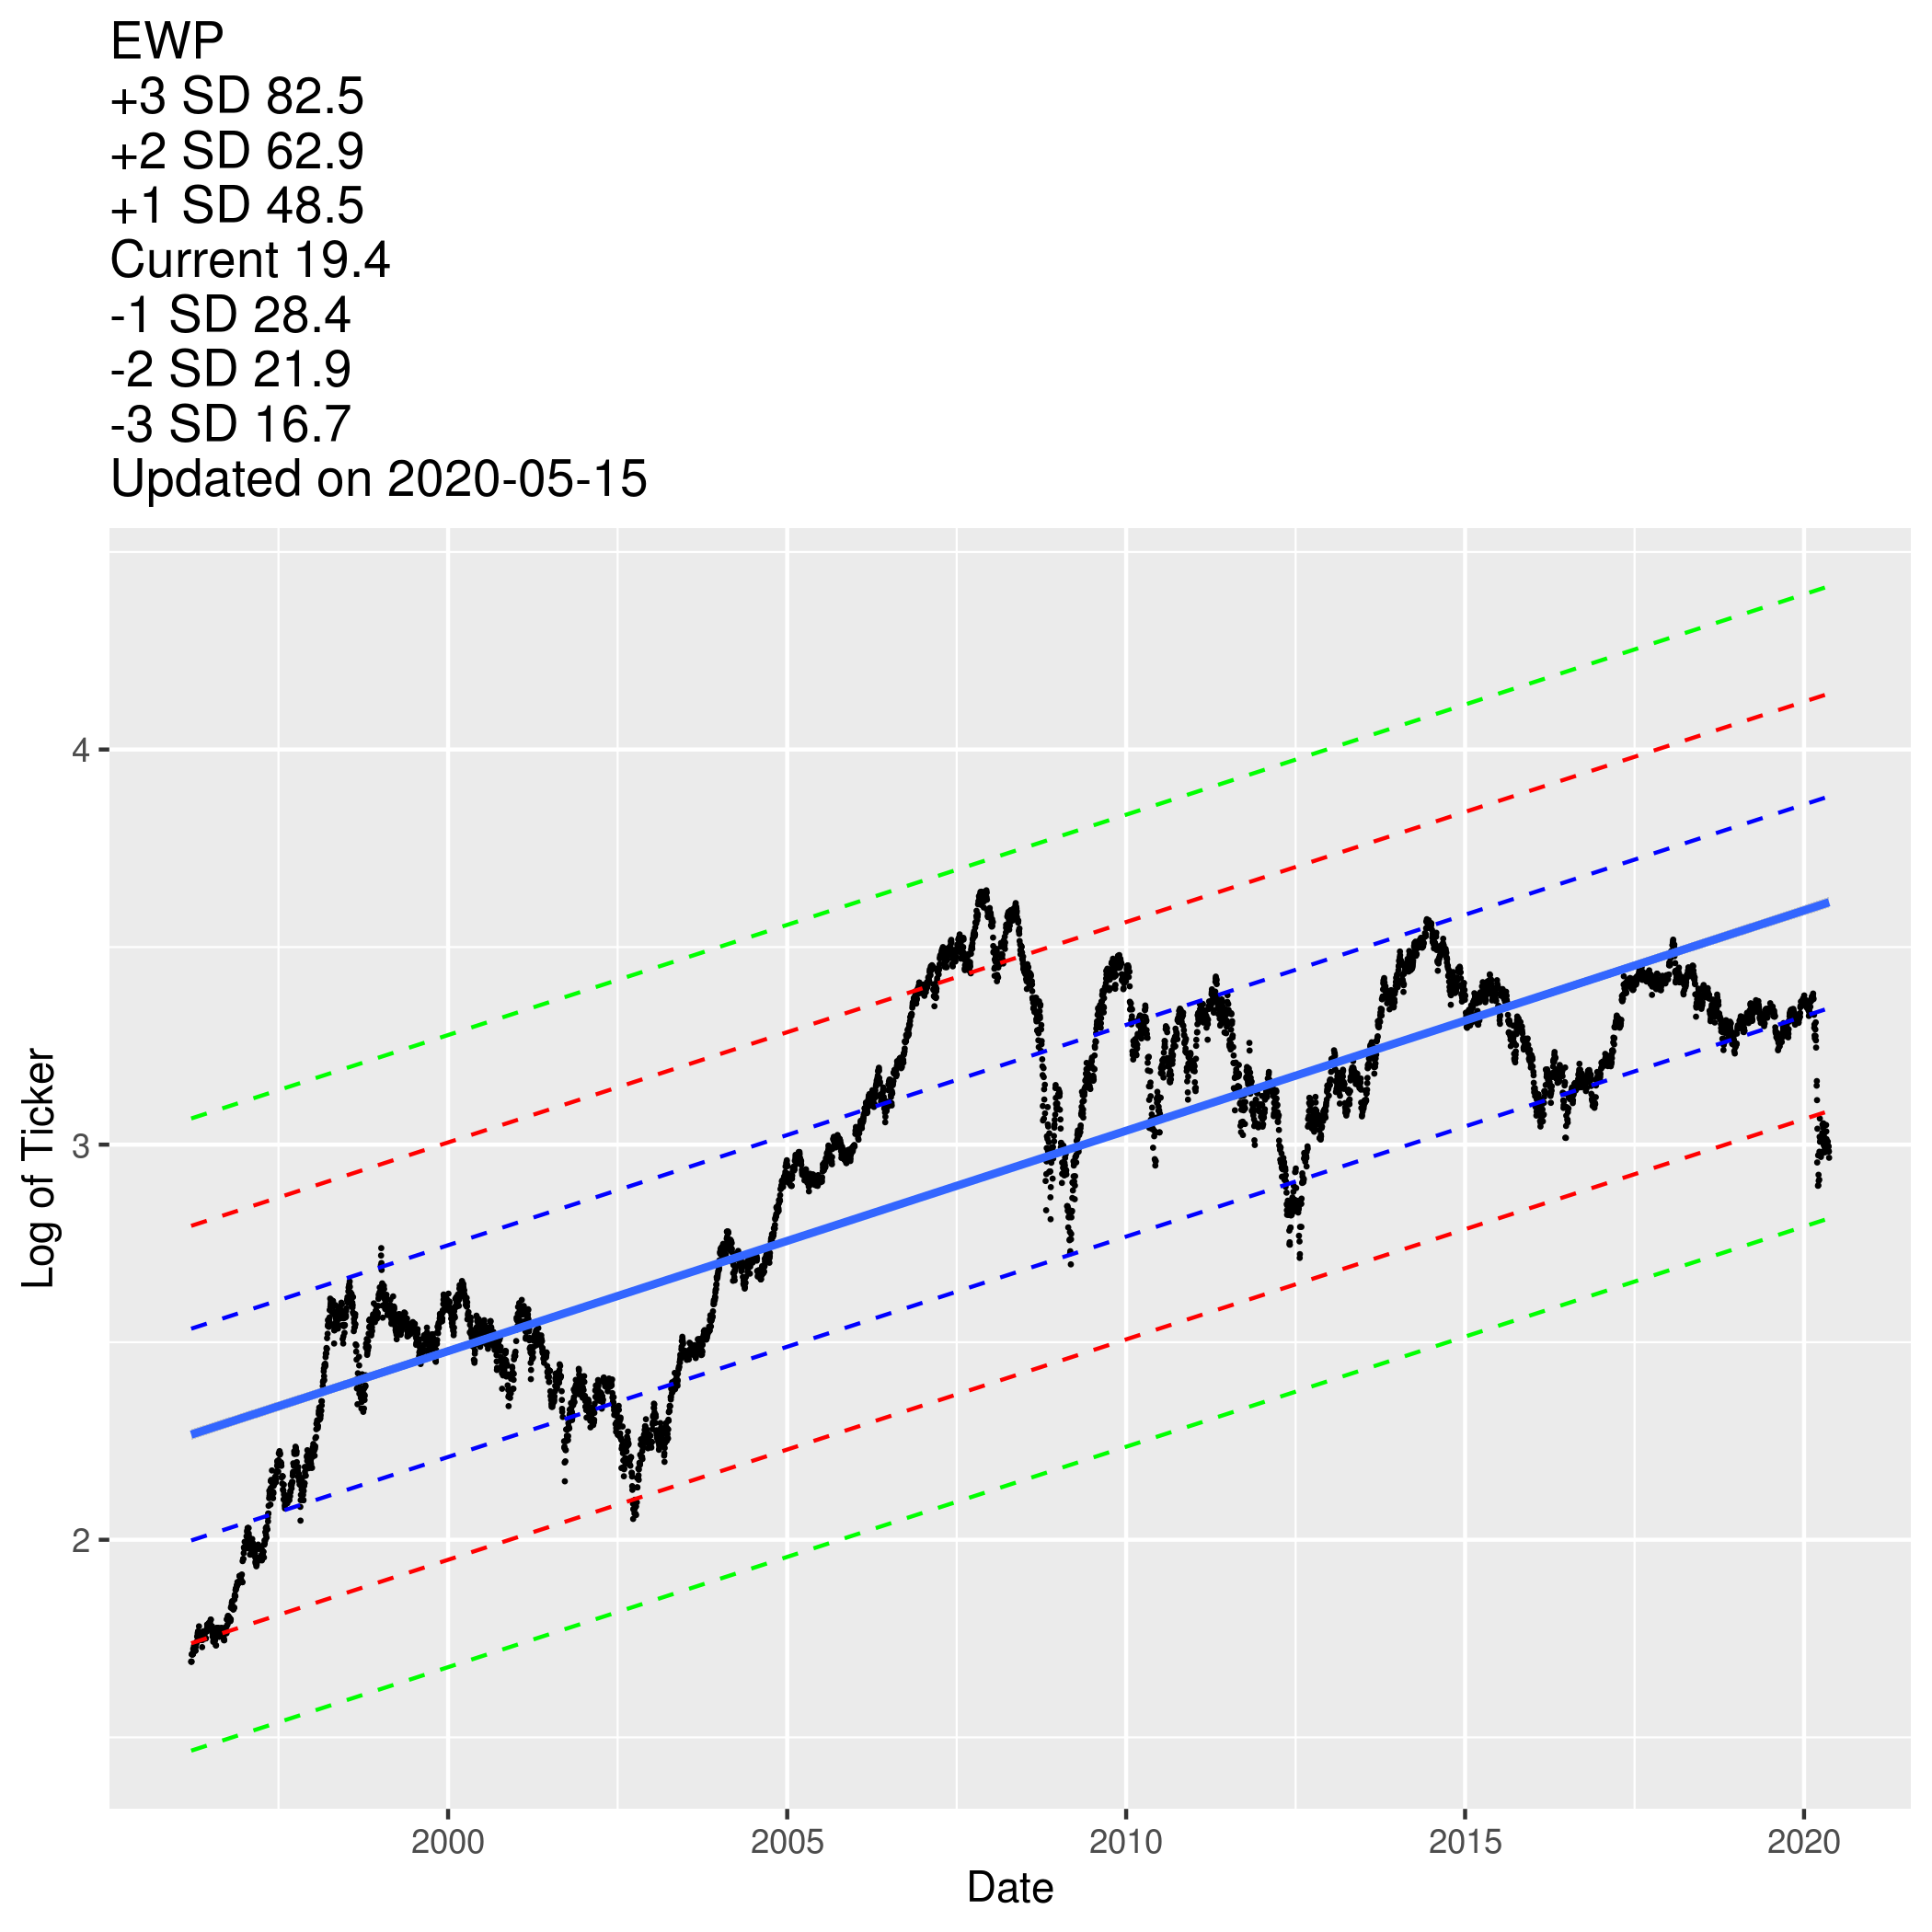 EWP
+3 SD 82.5
+2 SD 62.9
+1 SD 48.5
Current 19.4
-1 SD 28.4
-2 SD 21.9
-3 SD 16.7
Updated on 2020-05-15
Log of Ticker
4
3
2
2000 2005 2010 2015 2020
Date